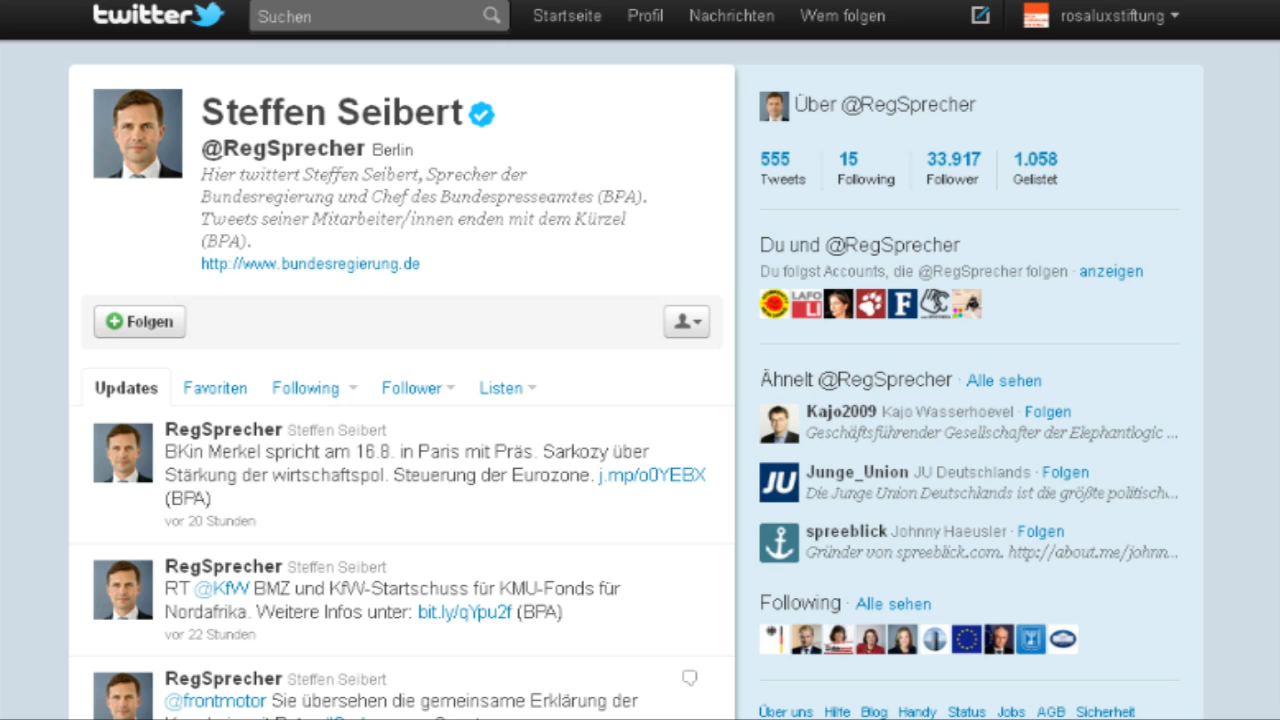 twitter
Suchen
Startseite Profil Nachrichten Wem folgen
rosaluxstiftung
Steffen Seibert
@RegSprecher Berlin
Hier twittert Steffen Seibert, Sprecher der
Bundesregierung und Chef des Bundespresseamtes (BPA).
Tweets seiner Mitarbeiter/innen enden mit dem Kürzel
(BPA).
http://www.bundesregierung.de
Folgen
Updates Favoriten Following Follower Listen
RegSprecher Steffen Seibert
BKin Merkel spricht am 16.8. in Paris mit Präs. Sarkozy über
Stärkung der wirtschaftspol. Steuerung der Eurozone. j.mp/o0YEBX
(BPA)
vor 20 Stunden
RegSprecher Steffen Seibert
RT @KfW BMZ und KfW-Startschuss für KMU-Fonds für
Nordafrika. Weitere Infos unter: bit.ly/qYpu2f (BPA)
vor 22 Stunden
RegSprecher Steffen Seibert
@frontmotor Sie übersehen die gemeinsame Erklärung der
Über @RegSprecher
555 15 33.917 1.058
Tweets Following Follower Gelistet
Du und @RegSprecher
Du folgst Accounts, die @RegSprecher folgen · anzeigen
LAFO
F
Ähnelt @RegSprecher · Alle sehen
Kajo2009 Kajo Wasserhoevel · Folgen
Geschäftsführender Gesellschafter der Elephantlogic ...
JU
Junge_Union JU Deutschlands · Folgen
Die Junge Union Deutschlands ist die größte politisch...
spreeblick Johnny Haeusler · Folgen
Gründer von spreeblick.com. http://about.me/johnn...
Following · Alle sehen
Über uns Hilfe Blog Handy Status Jobs AGB Sicherheit